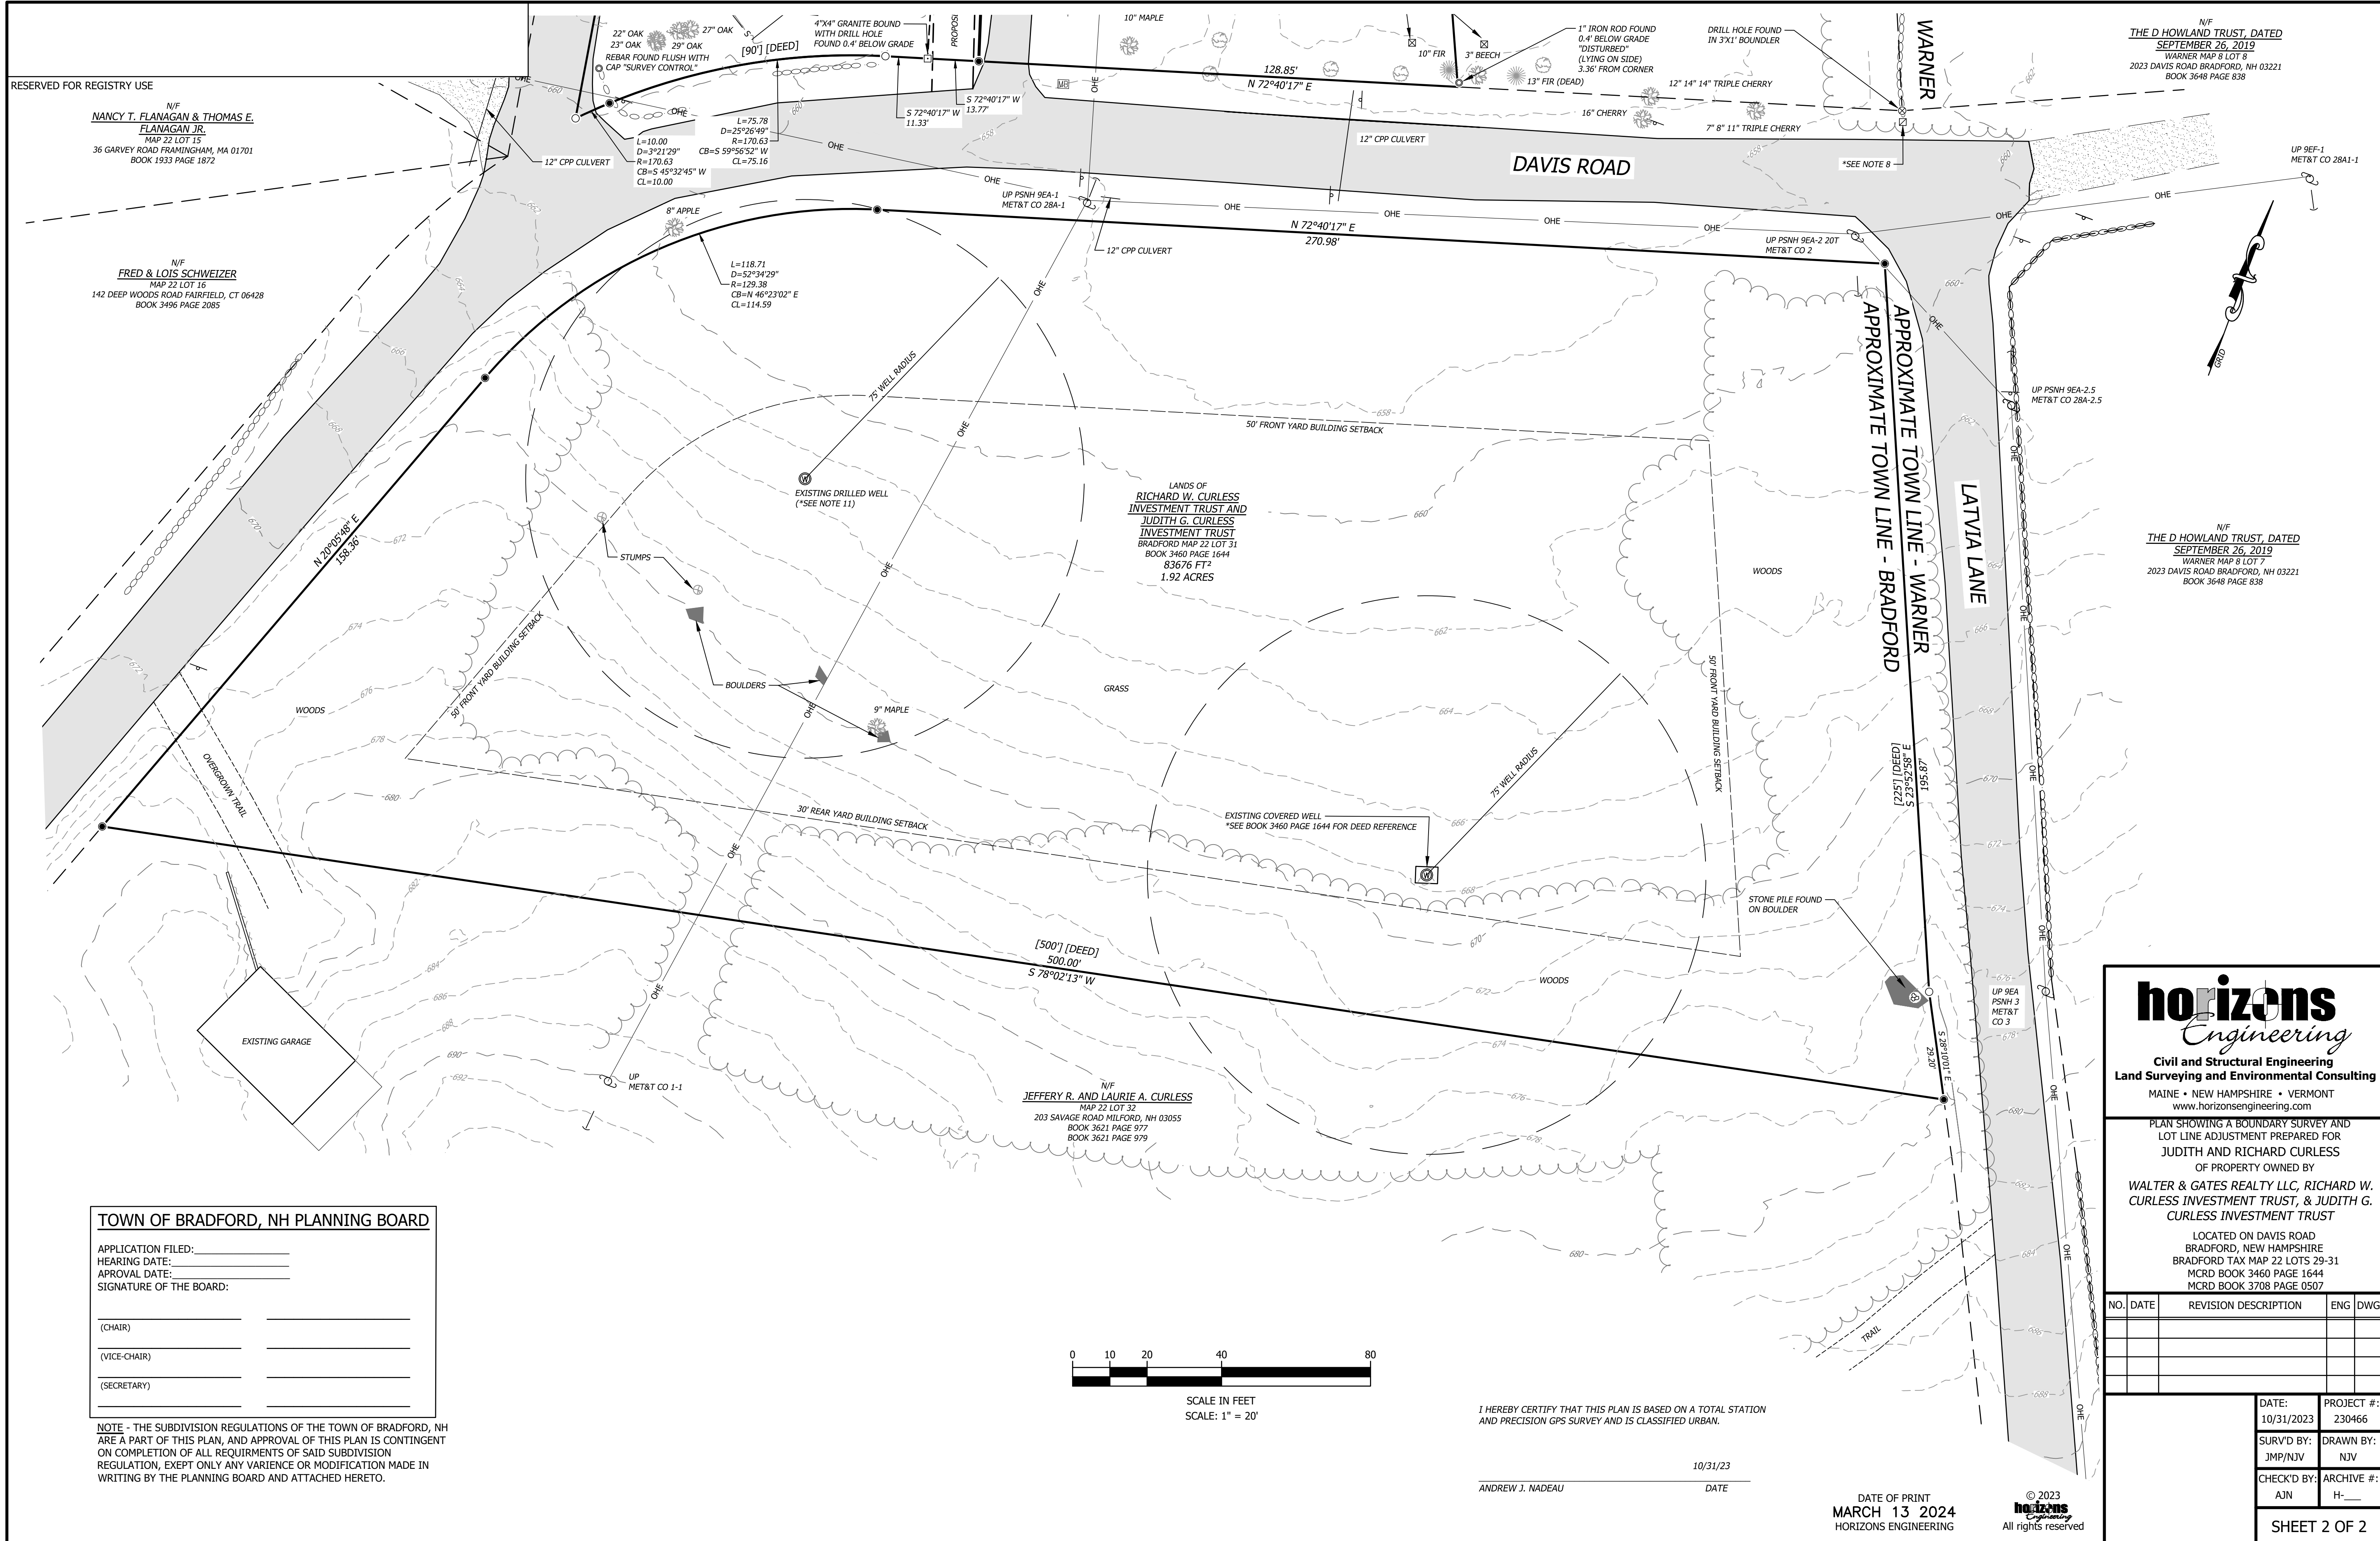 RESERVED FOR REGISTRY USE
N/F
NANCY T. FLANAGAN & THOMAS E.
FLANAGAN JR.
MAP 22 LOT 15
36 GARVEY ROAD FRAMINGHAM, MA 01701
BOOK 1933 PAGE 1872
N/F
FRED & LOIS SCHWEIZER
MAP 22 LOT 16
142 DEEP WOODS ROAD FAIRFIELD, CT 06428
BOOK 3496 PAGE 2085
22" OAK
27" OAK
23" OAK
29" OAK
REBAR FOUND FLUSH WITH
CAP "SURVEY CONTROL"
[90'] [DEED]
4"X4" GRANITE BOUND
WITH DRILL HOLE
FOUND 0.4' BELOW GRADE
10" MAPLE
S 72°40'17" W
11.33'
S 72°40'17" W
13.77'
L=75.78
D=25°26'49"
R=170.63
CB=S 59°56'52" W
CL=75.16
L=10.00
D=3°21'29"
R=170.63
CB=S 45°32'45" W
CL=10.00
12" CPP CULVERT
128.85'
N 72°40'17" E
10" FIR
3" BEECH
1" IRON ROD FOUND
0.4' BELOW GRADE
"DISTURBED"
(LYING ON SIDE)
3.36' FROM CORNER
13" FIR (DEAD)
DRILL HOLE FOUND
IN 3'X1' BOUNDLER
12" 14" 14" TRIPLE CHERRY
16" CHERRY
7" 8" 11" TRIPLE CHERRY
*SEE NOTE 8
WARNER
N/F
THE D HOWLAND TRUST, DATED
SEPTEMBER 26, 2019
WARNER MAP 8 LOT 8
2023 DAVIS ROAD BRADFORD, NH 03221
BOOK 3648 PAGE 838
UP 9EF-1
MET&T CO 28A1-1
12" CPP CULVERT
DAVIS ROAD
UP PSNH 9EA-1
MET&T CO 28A-1
12" CPP CULVERT
8" APPLE
L=118.71
D=52°34'29"
R=129.38
CB=N 46°23'02" E
CL=114.59
N 72°40'17" E
270.98'
UP PSNH 9EA-2 20T
MET&T CO 2
GRID
UP PSNH 9EA-2.5
MET&T CO 28A-2.5
APPROXIMATE TOWN LINE - WARNER
APPROXIMATE TOWN LINE - BRADFORD
LATVIA LANE
75' WELL RADIUS
EXISTING DRILLED WELL
(*SEE NOTE 11)
50' FRONT YARD BUILDING SETBACK
LANDS OF
RICHARD W. CURLESS
INVESTMENT TRUST AND
JUDITH G. CURLESS
INVESTMENT TRUST
BRADFORD MAP 22 LOT 31
BOOK 3460 PAGE 1644
83676 FT²
1.92 ACRES
N/F
THE D HOWLAND TRUST, DATED
SEPTEMBER 26, 2019
WARNER MAP 8 LOT 7
2023 DAVIS ROAD BRADFORD, NH 03221
BOOK 3648 PAGE 838
N 20°05'48" E
158.36'
STUMPS
BOULDERS
9" MAPLE
50' FRONT YARD BUILDING SETBACK
WOODS
GRASS
WOODS
50' FRONT YARD BUILDING SETBACK
OVERGROWN TRAIL
30' REAR YARD BUILDING SETBACK
75' WELL RADIUS
EXISTING COVERED WELL
*SEE BOOK 3460 PAGE 1644 FOR DEED REFERENCE
195.87'
S 23°52'58" E
[225'] [DEED]
STONE PILE FOUND
ON BOULDER
[500'] [DEED]
500.00'
S 78°02'13" W
WOODS
S 28°10'01" E
29.20'
UP 9EA
PSNH 3
MET&T
CO 3
EXISTING GARAGE
UP
MET&T CO 1-1
N/F
JEFFERY R. AND LAURIE A. CURLESS
MAP 22 LOT 32
203 SAVAGE ROAD MILFORD, NH 03055
BOOK 3621 PAGE 977
BOOK 3621 PAGE 979
TRAIL
horizons
Engineering
Civil and Structural Engineering
Land Surveying and Environmental Consulting
MAINE • NEW HAMPSHIRE • VERMONT
www.horizonsengineering.com
PLAN SHOWING A BOUNDARY SURVEY AND
LOT LINE ADJUSTMENT PREPARED FOR
JUDITH AND RICHARD CURLESS
OF PROPERTY OWNED BY
WALTER & GATES REALTY LLC, RICHARD W.
CURLESS INVESTMENT TRUST, & JUDITH G.
CURLESS INVESTMENT TRUST
LOCATED ON DAVIS ROAD
BRADFORD, NEW HAMPSHIRE
BRADFORD TAX MAP 22 LOTS 29-31
MCRD BOOK 3460 PAGE 1644
MCRD BOOK 3708 PAGE 0507
NO. DATE REVISION DESCRIPTION ENG DWG
DATE: PROJECT #:
10/31/2023 230466
SURV'D BY: DRAWN BY:
JMP/NJV NJV
CHECK'D BY: ARCHIVE #:
AJN H-___
SHEET 2 OF 2
TOWN OF BRADFORD, NH PLANNING BOARD
APPLICATION FILED:
HEARING DATE:
APROVAL DATE:
SIGNATURE OF THE BOARD:
(CHAIR)
(VICE-CHAIR)
(SECRETARY)
NOTE - THE SUBDIVISION REGULATIONS OF THE TOWN OF BRADFORD, NH
ARE A PART OF THIS PLAN, AND APPROVAL OF THIS PLAN IS CONTINGENT
ON COMPLETION OF ALL REQUIRMENTS OF SAID SUBDIVISION
REGULATION, EXEPT ONLY ANY VARIENCE OR MODIFICATION MADE IN
WRITING BY THE PLANNING BOARD AND ATTACHED HERETO.
0 10 20 40 80
SCALE IN FEET
SCALE: 1" = 20'
I HEREBY CERTIFY THAT THIS PLAN IS BASED ON A TOTAL STATION
AND PRECISION GPS SURVEY AND IS CLASSIFIED URBAN.
10/31/23
ANDREW J. NADEAU DATE
DATE OF PRINT
MARCH 13 2024
HORIZONS ENGINEERING
© 2023
horizons
Engineering
All rights reserved